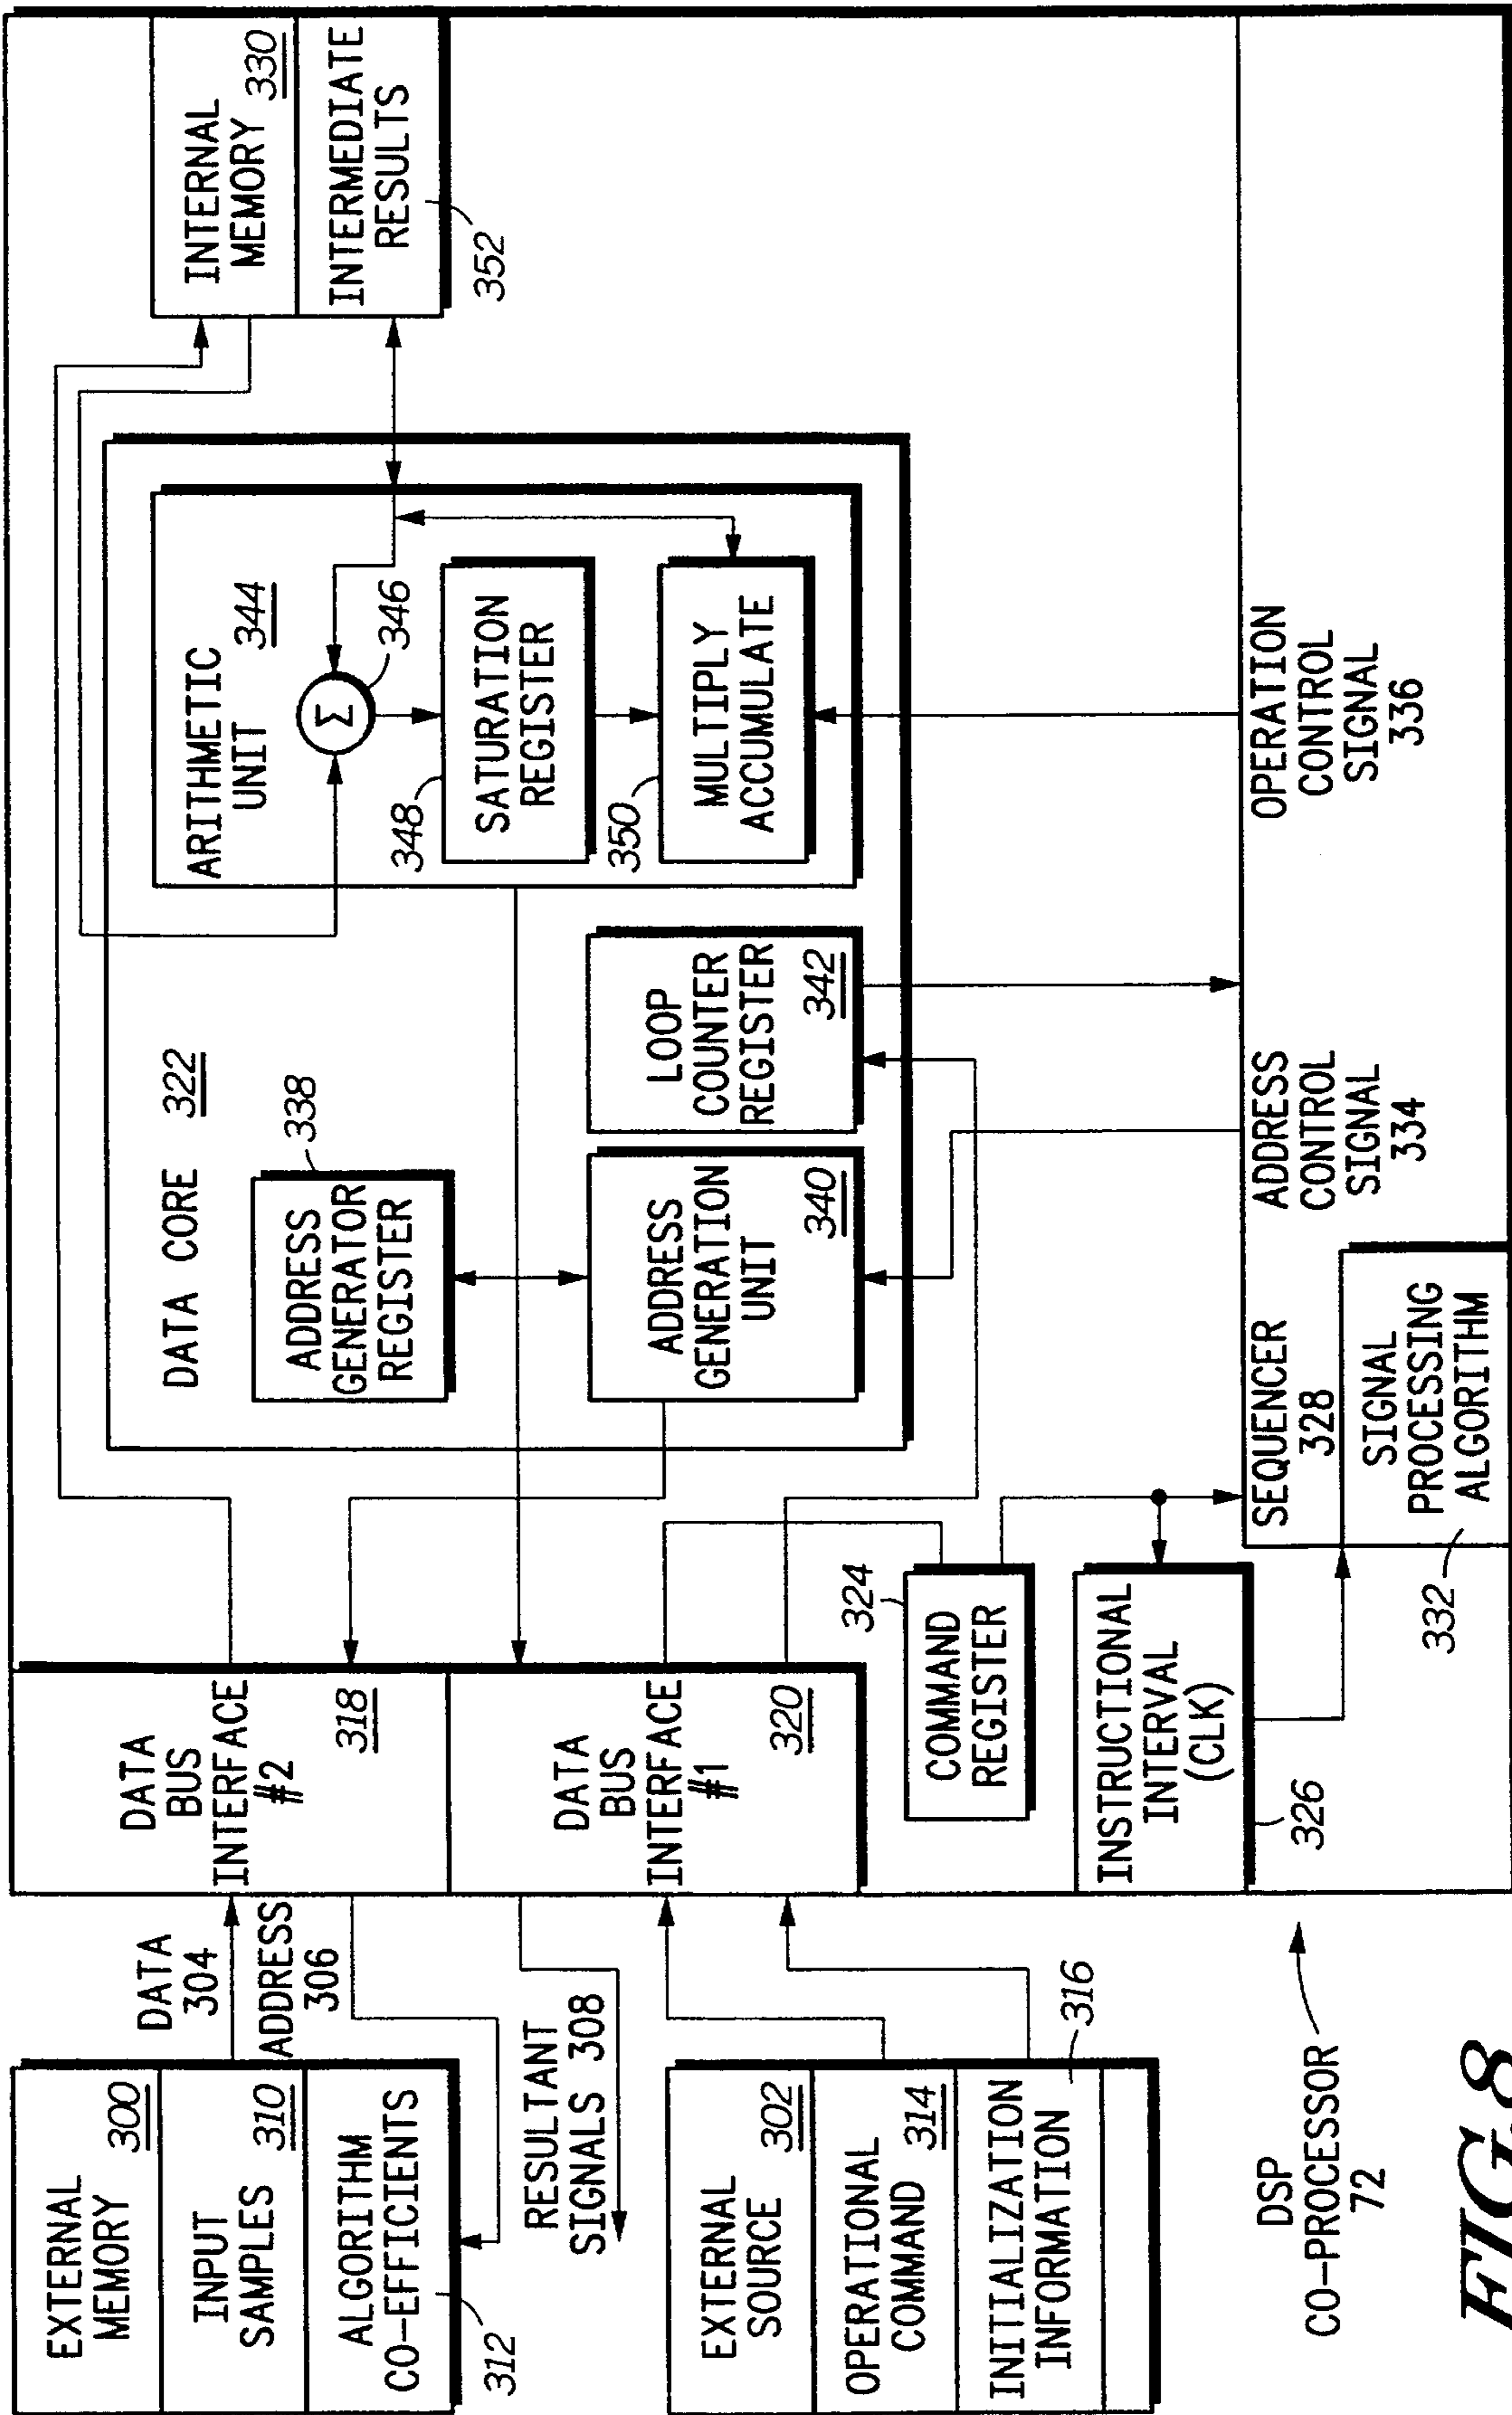 EXTERNAL
MEMORY
300
INPUT
SAMPLES
310
ALGORITHM
CO-EFFICIENTS
312
DATA
304
ADDRESS
306
RESULTANT
SIGNALS 308
EXTERNAL
SOURCE
302
OPERATIONAL
COMMAND
314
INITIALIZATION
INFORMATION
316
DSP
CO-PROCESSOR
72
DATA
BUS
INTERFACE
#2
318
DATA
BUS
INTERFACE
#1
320
324
COMMAND
REGISTER
INSTRUCTIONAL
INTERVAL
(CLK)
326
DATA CORE 322
338
ADDRESS
GENERATOR
REGISTER
ADDRESS
GENERATION
UNIT
340
LOOP
COUNTER
REGISTER
342
ARITHMETIC
UNIT
344
Σ
346
348
SATURATION
REGISTER
350
MULTIPLY
ACCUMULATE
INTERNAL
MEMORY
330
INTERMEDIATE
RESULTS
352
SEQUENCER
328
SIGNAL
PROCESSING
ALGORITHM
332
ADDRESS
CONTROL
SIGNAL
334
OPERATION
CONTROL
SIGNAL
336
FIG.8